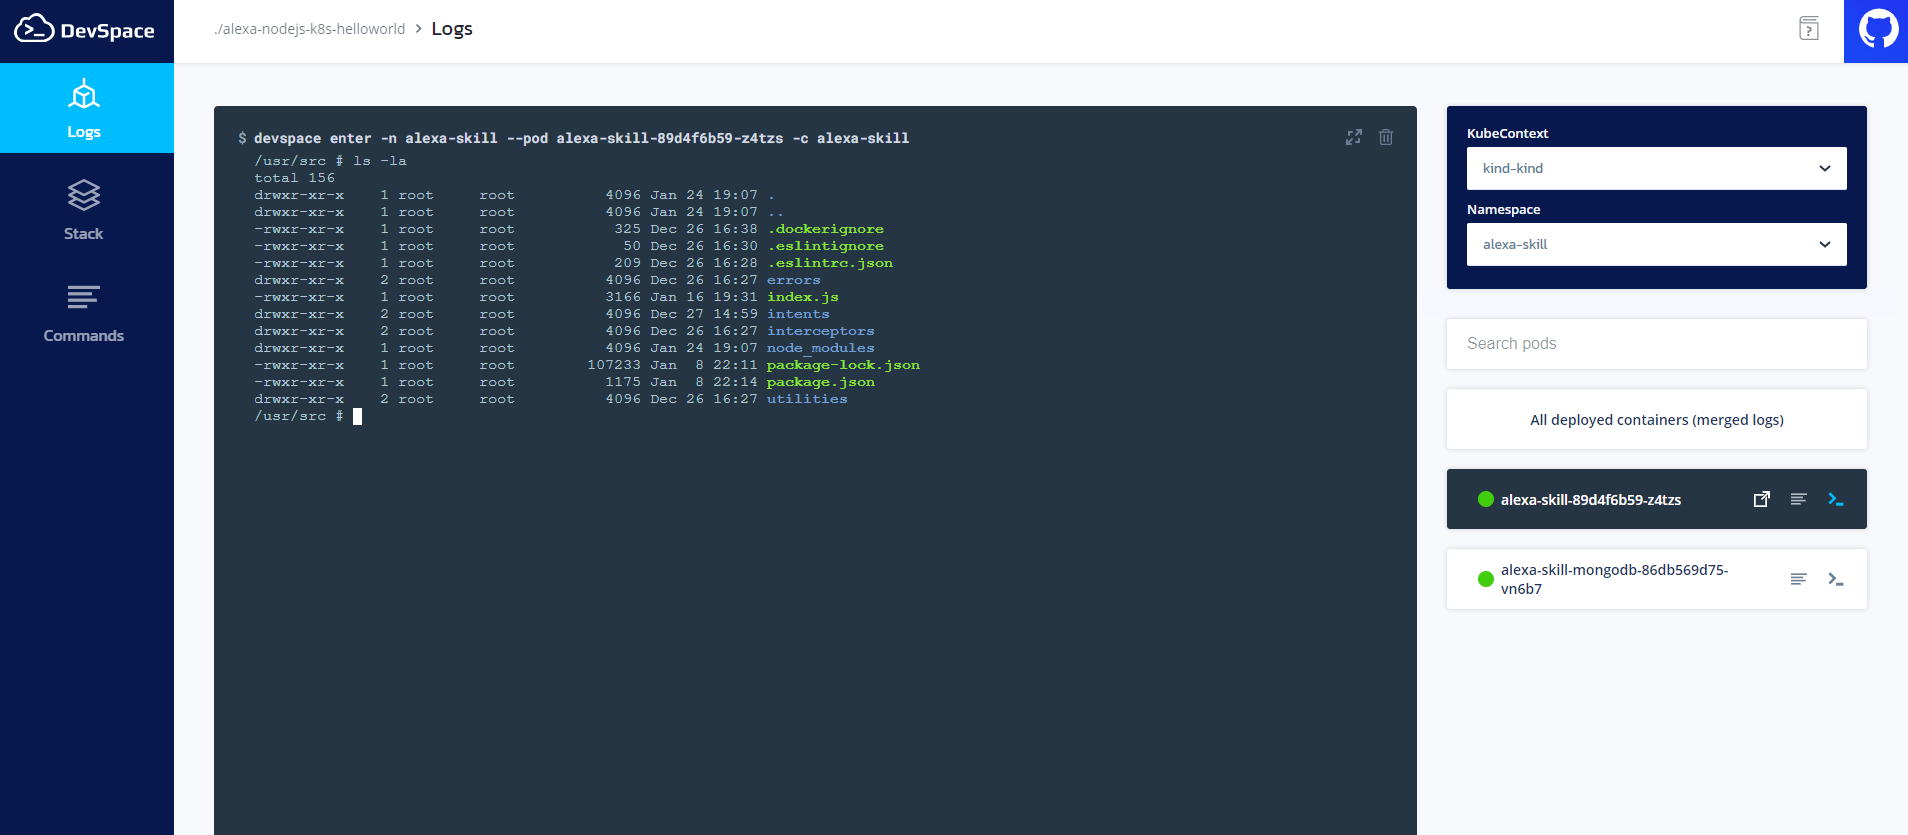 DevSpace
./alexa-nodejs-k8s-helloworld > Logs
Logs
Stack
Commands
$ devspace enter -n alexa-skill --pod alexa-skill-89d4f6b59-z4tzs -c alexa-skill
/usr/src # ls -la
total 156
drwxr-xr-x    1 root     root          4096 Jan 24 19:07 .
drwxr-xr-x    1 root     root          4096 Jan 24 19:07 ..
-rwxr-xr-x    1 root     root           325 Dec 26 16:38 .dockerignore
-rwxr-xr-x    1 root     root            50 Dec 26 16:30 .eslintignore
-rwxr-xr-x    1 root     root           209 Dec 26 16:28 .eslintrc.json
drwxr-xr-x    2 root     root          4096 Dec 26 16:27 errors
-rwxr-xr-x    1 root     root          3166 Jan 16 19:31 index.js
drwxr-xr-x    2 root     root          4096 Dec 27 14:59 intents
drwxr-xr-x    2 root     root          4096 Dec 26 16:27 interceptors
drwxr-xr-x    1 root     root          4096 Jan 24 19:07 node_modules
-rwxr-xr-x    1 root     root        107233 Jan  8 22:11 package-lock.json
-rwxr-xr-x    1 root     root          1175 Jan  8 22:14 package.json
drwxr-xr-x    2 root     root          4096 Dec 26 16:27 utilities
/usr/src #
KubeContext
kind-kind
Namespace
alexa-skill
Search pods
All deployed containers (merged logs)
alexa-skill-89d4f6b59-z4tzs
alexa-skill-mongodb-86db569d75-
vn6b7